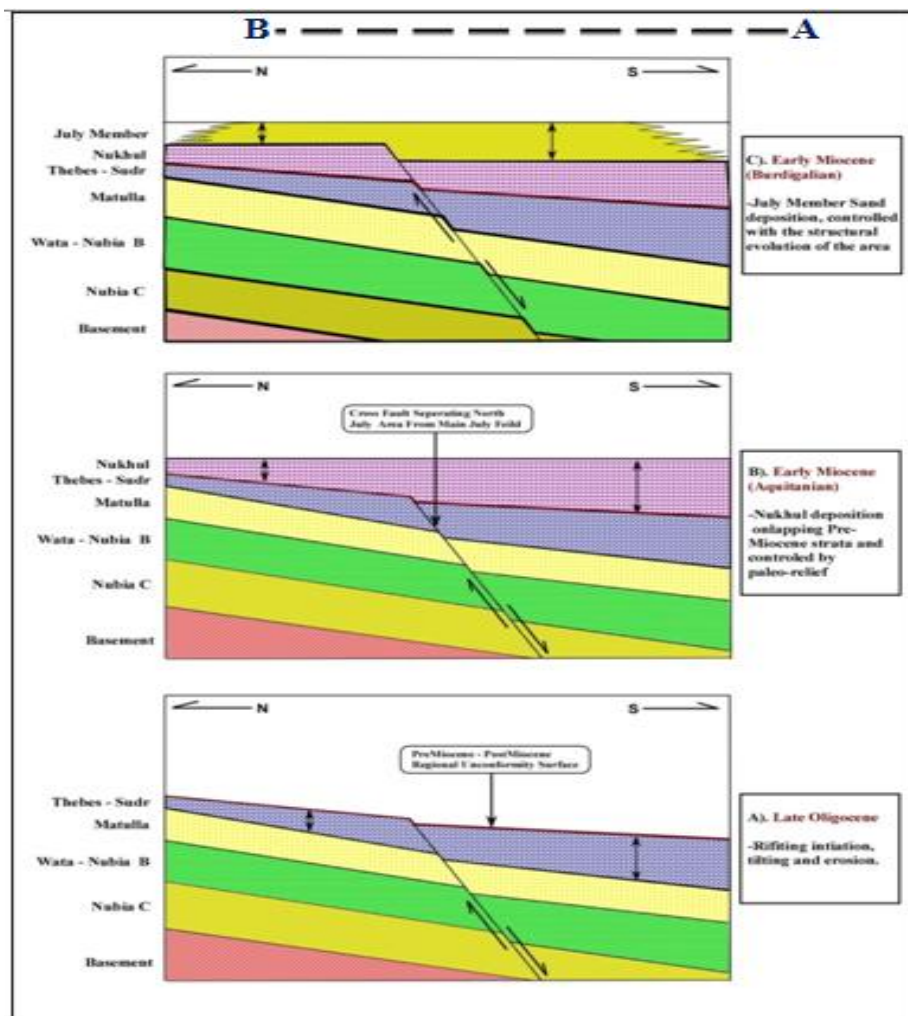 B A
N S
July Member
Nukhul
Thebes - Sudr
Matulla
Wata - Nubia B
Nubia C
Basement
C). Early Miocene
(Burdigalian)
-July Member Sand
deposition, controlled
with the structural
evolution of the area
N S
Cross Fault Seperating North
July Area From Main July Feild
Nukhul
Thebes - Sudr
Matulla
Wata - Nubia B
Nubia C
Basement
B). Early Miocene
(Aquitanian)
-Nukhul deposition
onlapping Pre-
Miocene strata and
controled by
paleo-relief
N S
PreMiocene - PostMiocene
Regional Unconformity Surface
Thebes - Sudr
Matulla
Wata - Nubia B
Nubia C
Basement
A). Late Oligocene
-Rifiting intiation,
tilting and erosion.